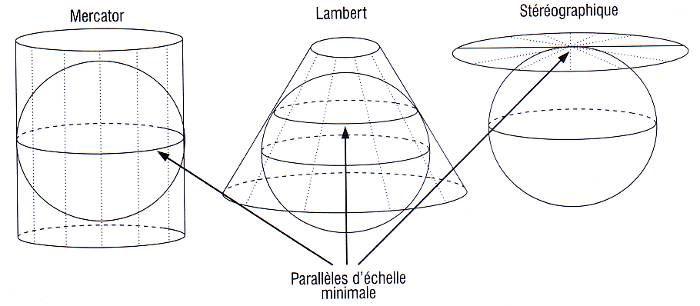 Mercator
Lambert
Stéréographique
Parallèles d'échelle
minimale